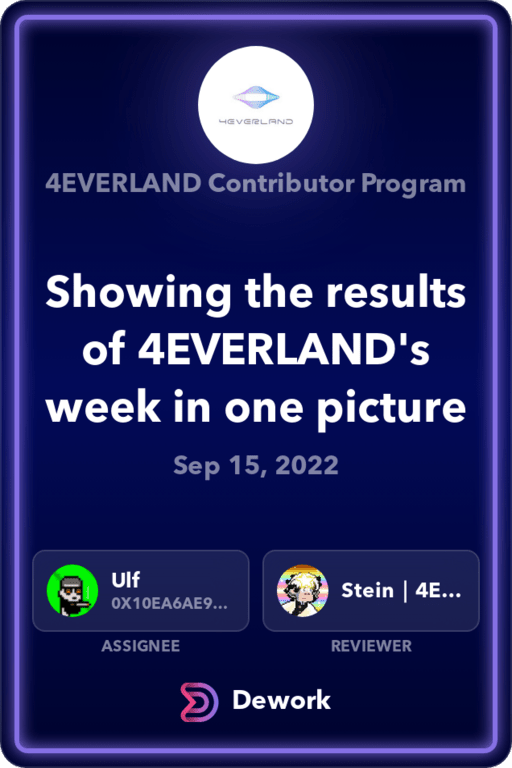 4EVERLAND
4EVERLAND Contributor Program
Showing the results
of 4EVERLAND's
week in one picture
Sep 15, 2022
Ulf
0X10EA6AE9...
Stein | 4E...
ASSIGNEE
REVIEWER
Dework